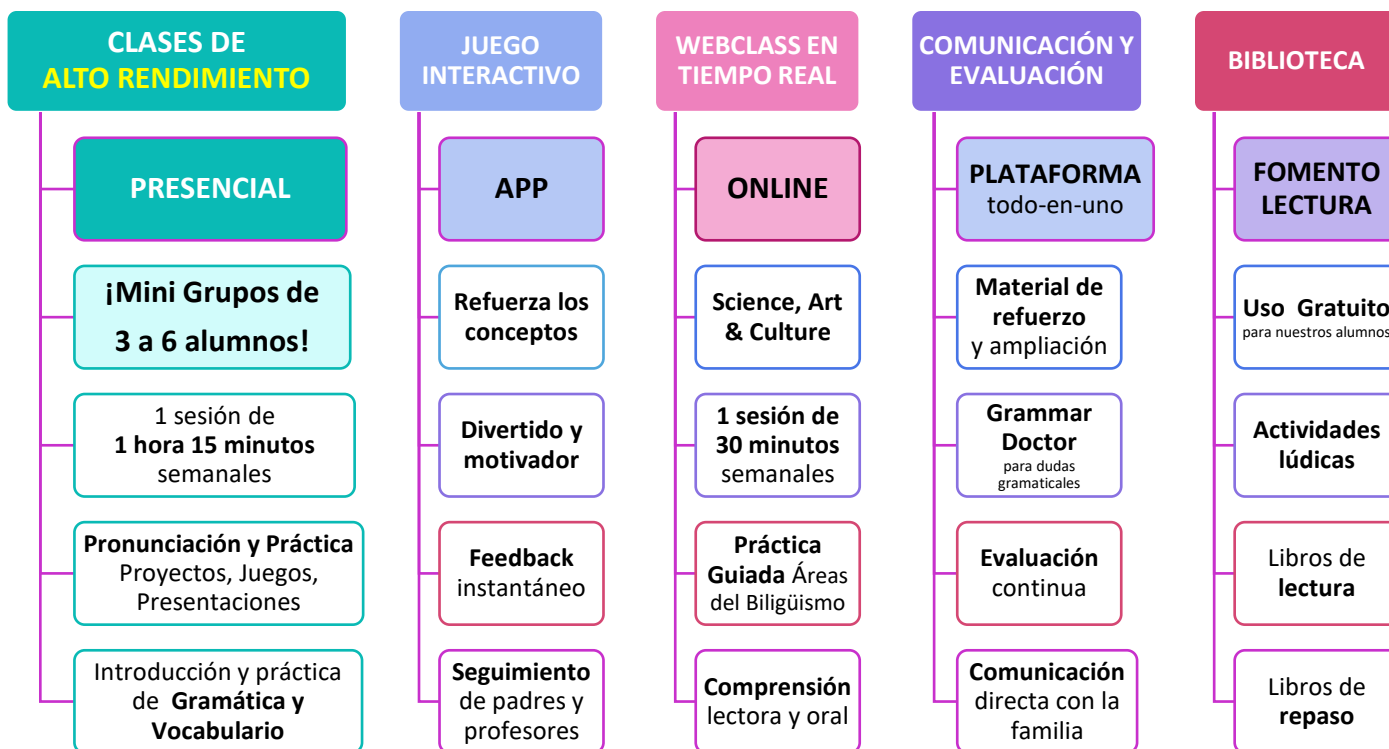 CLASES DE
ALTO RENDIMIENTO
PRESENCIAL
¡Mini Grupos de
3 a 6 alumnos!
1 sesión de
1 hora 15 minutos
semanales
Pronunciación y Práctica
Proyectos, Juegos,
Presentaciones
Introducción y práctica
de Gramática y
Vocabulario
JUEGO
INTERACTIVO
APP
Refuerza los
conceptos
Divertido y
motivador
Feedback
instantáneo
Seguimiento
de padres y
profesores
WEBCLASS EN
TIEMPO REAL
ONLINE
Science, Art
& Culture
1 sesión de
30 minutos
semanales
Práctica
Guiada Áreas
del Biligüismo
Comprensión
lectora y oral
COMUNICACIÓN Y
EVALUACIÓN
PLATAFORMA
todo-en-uno
Material de
refuerzo
y ampliación
Grammar
Doctor
para dudas
gramaticales
Evaluación
continua
Comunicación
directa con la
familia
BIBLIOTECA
FOMENTO
LECTURA
Uso Gratuito
para nuestros alumnos
Actividades
lúdicas
Libros de
lectura
Libros de
repaso